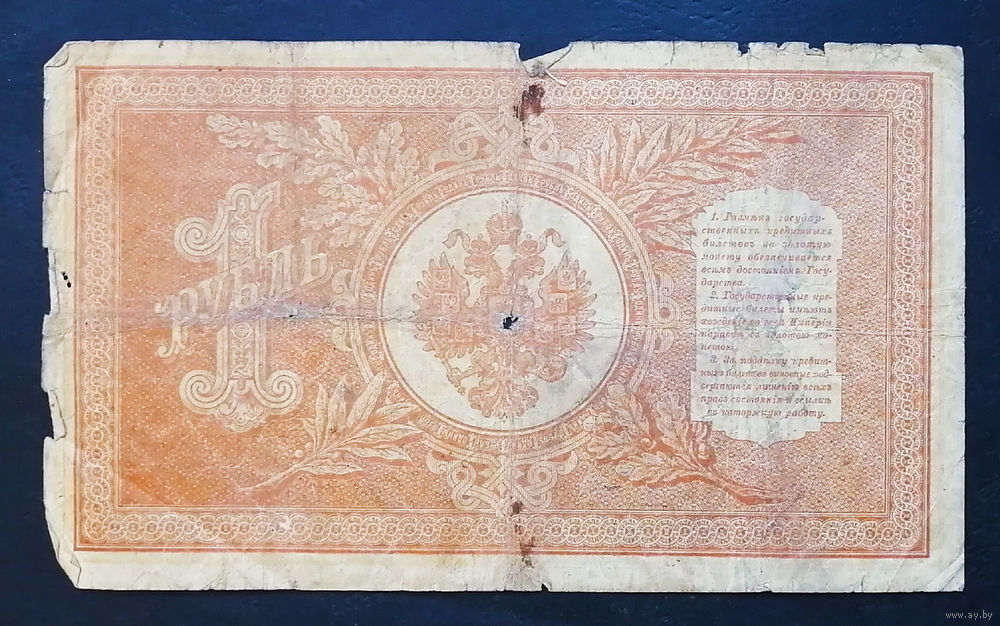 1
РУБЛЬ
1. Размѣнъ государ-
ственныхъ кредитныхъ
билетовъ на золотую
монету обезпечивается
всѣмъ достояніемъ Госу-
дарства.
2. Государственные кре-
дитные билеты имѣютъ
хожденіе во всей Имперіи
наравнѣ съ золотою мо-
нетою.
3. За поддѣлку кредит-
ныхъ билетовъ виновные под-
вергаются лишенію всѣхъ
правъ состоянія и ссылкѣ
въ каторжную работу.
www.ay.by